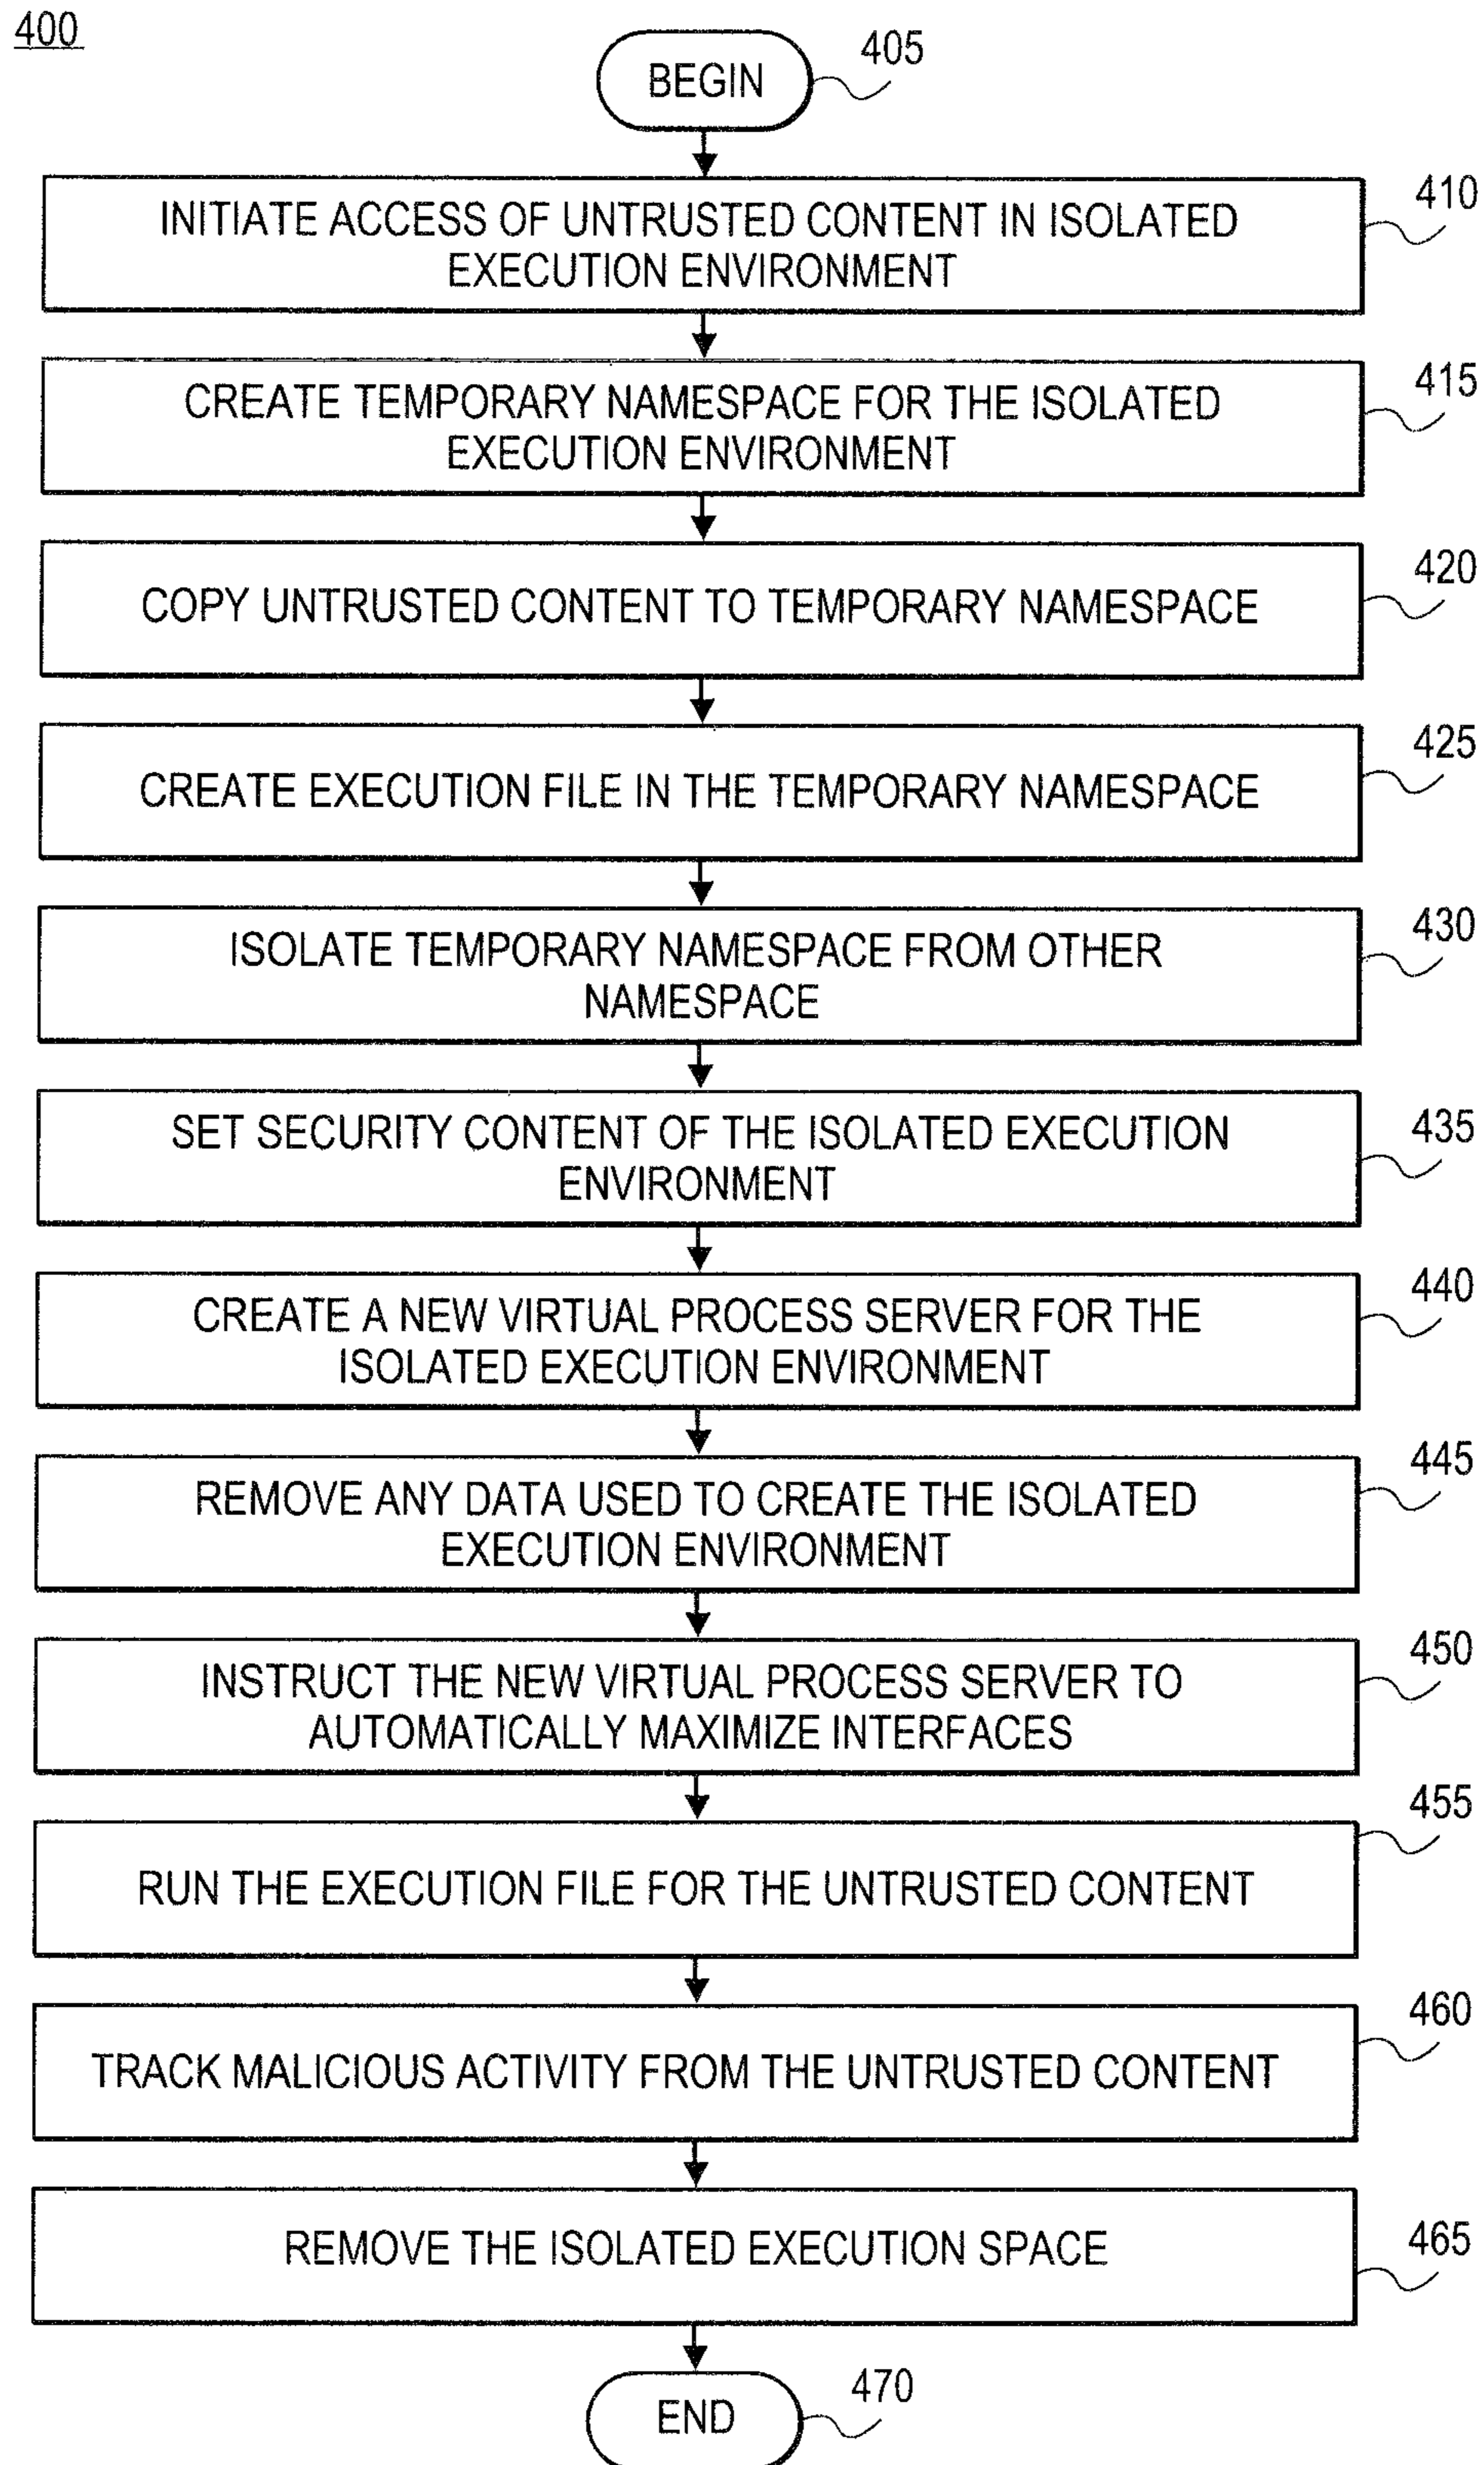 400
BEGIN
405
INITIATE ACCESS OF UNTRUSTED CONTENT IN ISOLATED
EXECUTION ENVIRONMENT
410
CREATE TEMPORARY NAMESPACE FOR THE ISOLATED
EXECUTION ENVIRONMENT
415
COPY UNTRUSTED CONTENT TO TEMPORARY NAMESPACE
420
CREATE EXECUTION FILE IN THE TEMPORARY NAMESPACE
425
ISOLATE TEMPORARY NAMESPACE FROM OTHER
NAMESPACE
430
SET SECURITY CONTENT OF THE ISOLATED EXECUTION
ENVIRONMENT
435
CREATE A NEW VIRTUAL PROCESS SERVER FOR THE
ISOLATED EXECUTION ENVIRONMENT
440
REMOVE ANY DATA USED TO CREATE THE ISOLATED
EXECUTION ENVIRONMENT
445
INSTRUCT THE NEW VIRTUAL PROCESS SERVER TO
AUTOMATICALLY MAXIMIZE INTERFACES
450
RUN THE EXECUTION FILE FOR THE UNTRUSTED CONTENT
455
TRACK MALICIOUS ACTIVITY FROM THE UNTRUSTED CONTENT
460
REMOVE THE ISOLATED EXECUTION SPACE
465
END
470